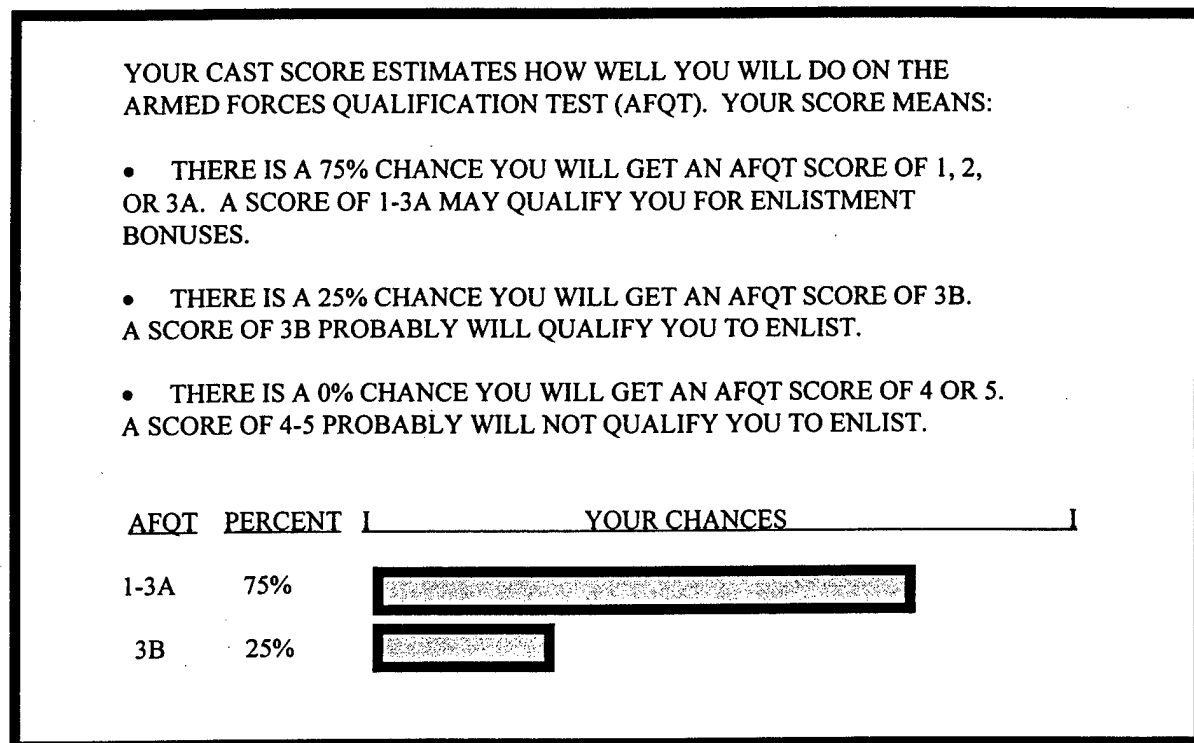 YOUR CAST SCORE ESTIMATES HOW WELL YOU WILL DO ON THE
ARMED FORCES QUALIFICATION TEST (AFQT). YOUR SCORE MEANS:
• THERE IS A 75% CHANCE YOU WILL GET AN AFQT SCORE OF 1, 2,
OR 3A. A SCORE OF 1-3A MAY QUALIFY YOU FOR ENLISTMENT
BONUSES.
• THERE IS A 25% CHANCE YOU WILL GET AN AFQT SCORE OF 3B.
A SCORE OF 3B PROBABLY WILL QUALIFY YOU TO ENLIST.
• THERE IS A 0% CHANCE YOU WILL GET AN AFQT SCORE OF 4 OR 5.
A SCORE OF 4-5 PROBABLY WILL NOT QUALIFY YOU TO ENLIST.
AFQT PERCENT I YOUR CHANCES I
1-3A 75%
3B 25%